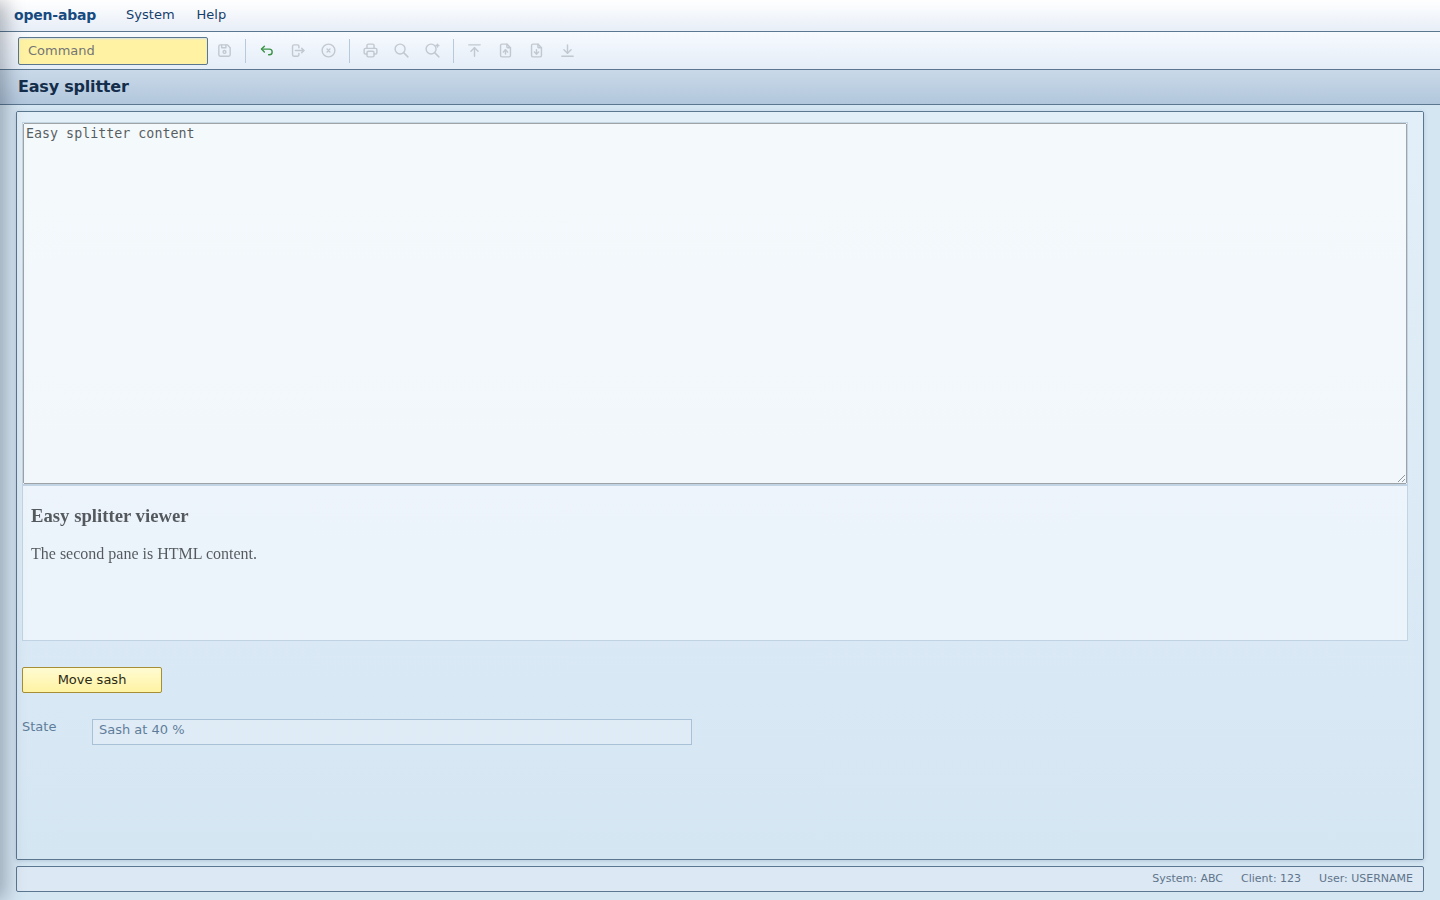 open-abap System Help
Command
Easy splitter
Easy splitter content
Easy splitter viewer
The second pane is HTML content.
Move sash
State Sash at 40 %
System: ABC Client: 123 User: USERNAME